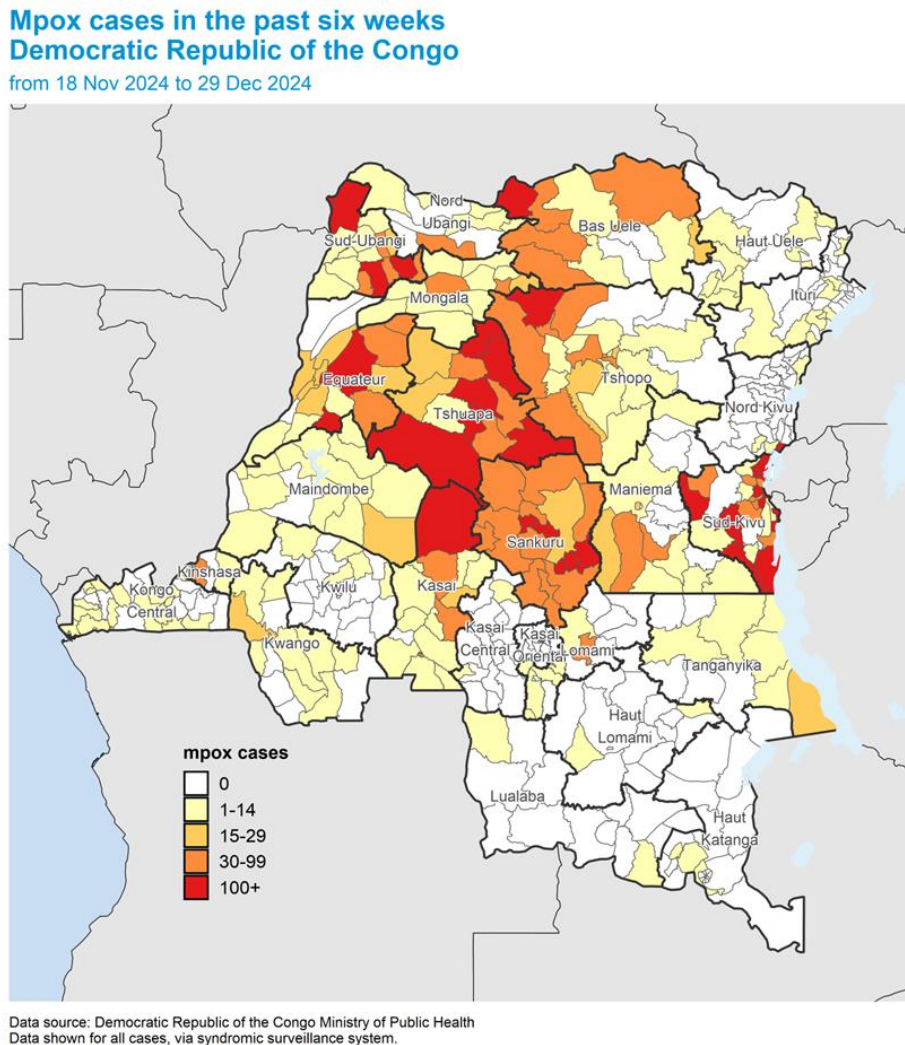 Mpox cases in the past six weeks
Democratic Republic of the Congo
from 18 Nov 2024 to 29 Dec 2024
Nord
Ubangi
Sud-Ubangi
Bas Uele
Haut Uele
Ituri
Mongala
Equateur
Tshuapa
Tshopo
Nord Kivu
Maindombe
Maniema
Sud-Kivu
Sankuru
Kinshasa
Kongo
Central
Kwilu
Kasai
Kwango
Kasai
Central
Kasai
Oriental
Lomami
Tanganyika
Haut
Lomami
Lualaba
Haut
Katanga
mpox cases
0
1-14
15-29
30-99
100+
Data source: Democratic Republic of the Congo Ministry of Public Health
Data shown for all cases, via syndromic surveillance system.